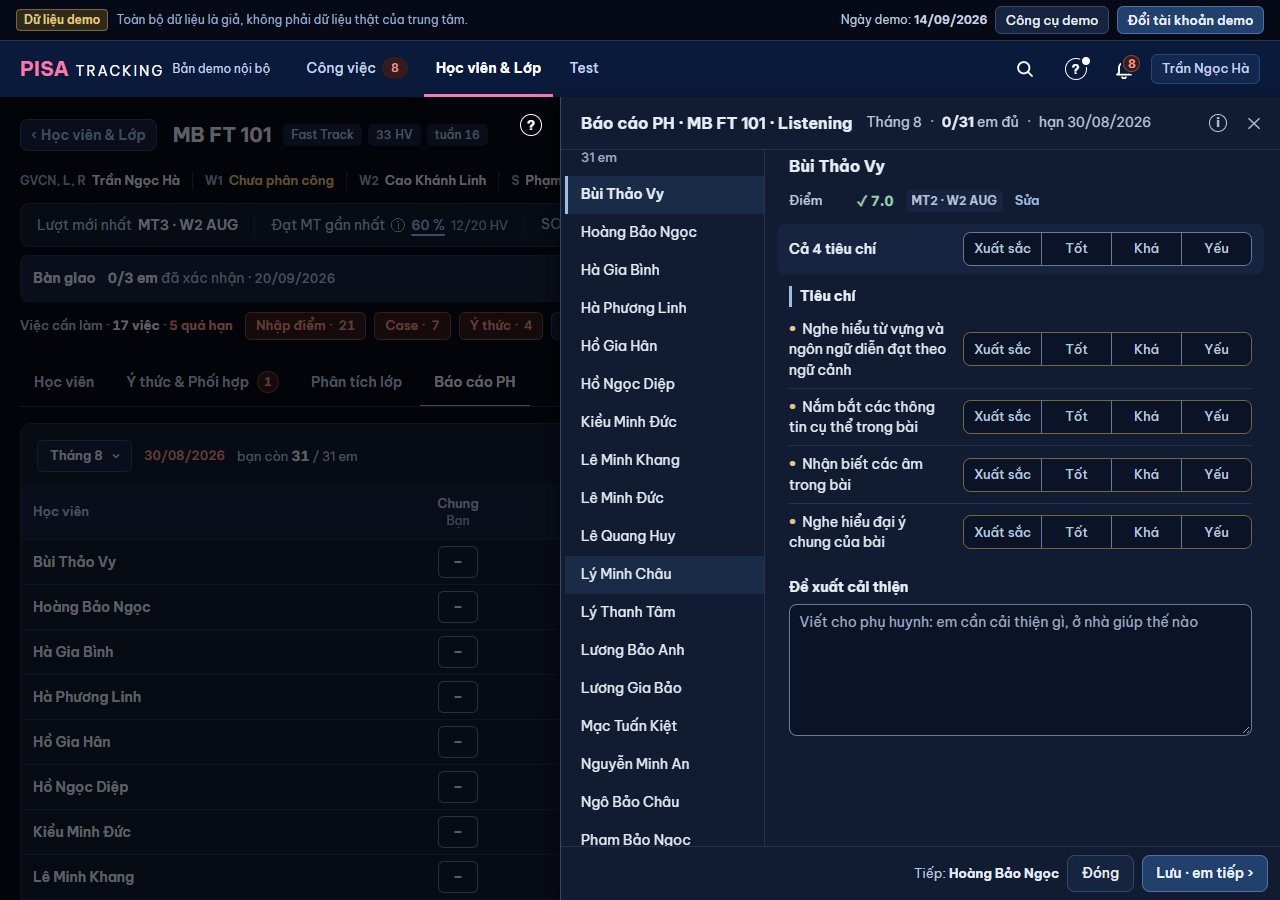 Dữ liệu demo Toàn bộ dữ liệu là giả, không phải dữ liệu thật của trung tâm. Ngày demo: 14/09/2026 Công cụ demo Đổi tài khoản demo
PISA TRACKING Bản demo nội bộ Công việc 8 Học viên & Lớp Test ? 8 Trần Ngọc Hà
‹ Học viên & Lớp MB FT 101 Fast Track 33 HV tuần 16 ?
GVCN, L, R Trần Ngọc Hà W1 Chưa phân công W2 Cao Khánh Linh S Phạm
Lượt mới nhất MT3 · W2 AUG Đạt MT gần nhất 60 % 12/20 HV SC
Bàn giao 0/3 em đã xác nhận · 20/09/2026
Việc cần làm · 17 việc · 5 quá hạn Nhập điểm · 21 Case · 7 Ý thức · 4
Học viên Ý thức & Phối hợp 1 Phân tích lớp Báo cáo PH
Tháng 8 30/08/2026 bạn còn 31 / 31 em
Học viên Chung
Bạn
Bùi Thảo Vy –
Hoàng Bảo Ngọc –
Hà Gia Bình –
Hà Phương Linh –
Hồ Gia Hân –
Hồ Ngọc Diệp –
Kiều Minh Đức –
Lê Minh Khang –
Báo cáo PH · MB FT 101 · Listening Tháng 8 · 0/31 em đủ · hạn 30/08/2026
31 em
Bùi Thảo Vy
Hoàng Bảo Ngọc
Hà Gia Bình
Hà Phương Linh
Hồ Gia Hân
Hồ Ngọc Diệp
Kiều Minh Đức
Lê Minh Khang
Lê Minh Đức
Lê Quang Huy
Lý Minh Châu
Lý Thanh Tâm
Lương Bảo Anh
Lương Gia Bảo
Mạc Tuấn Kiệt
Nguyễn Minh An
Ngô Bảo Châu
Phạm Bảo Ngọc
Bùi Thảo Vy
Điểm ✓ 7.0 MT2 · W2 AUG Sửa
Cả 4 tiêu chí Xuất sắc Tốt Khá Yếu
Tiêu chí
• Nghe hiểu từ vựng và
ngôn ngữ diễn đạt theo
ngữ cảnh
Xuất sắc Tốt Khá Yếu
• Nắm bắt các thông
tin cụ thể trong bài
Xuất sắc Tốt Khá Yếu
• Nhận biết các âm
trong bài
Xuất sắc Tốt Khá Yếu
• Nghe hiểu đại ý
chung của bài
Xuất sắc Tốt Khá Yếu
Đề xuất cải thiện
Viết cho phụ huynh: em cần cải thiện gì, ở nhà giúp thế nào
Tiếp: Hoàng Bảo Ngọc Đóng Lưu · em tiếp ›